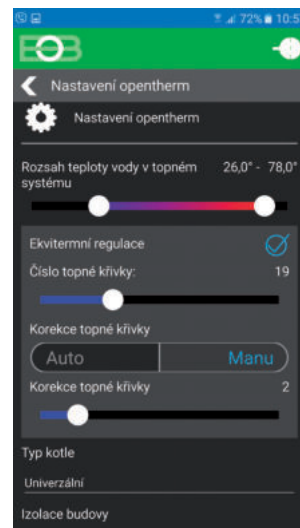 72% 10:5
EOB
Nastavení opentherm
Nastavení opentherm
Rozsah teploty vody v topném 26,0° - 78,0°
systému
Ekvitermní regulace
Číslo topné křivky: 19
Korekce topné křivky
Auto Manu
Korekce topné křivky 2
Typ kotle
Univerzální
Izolace budovy